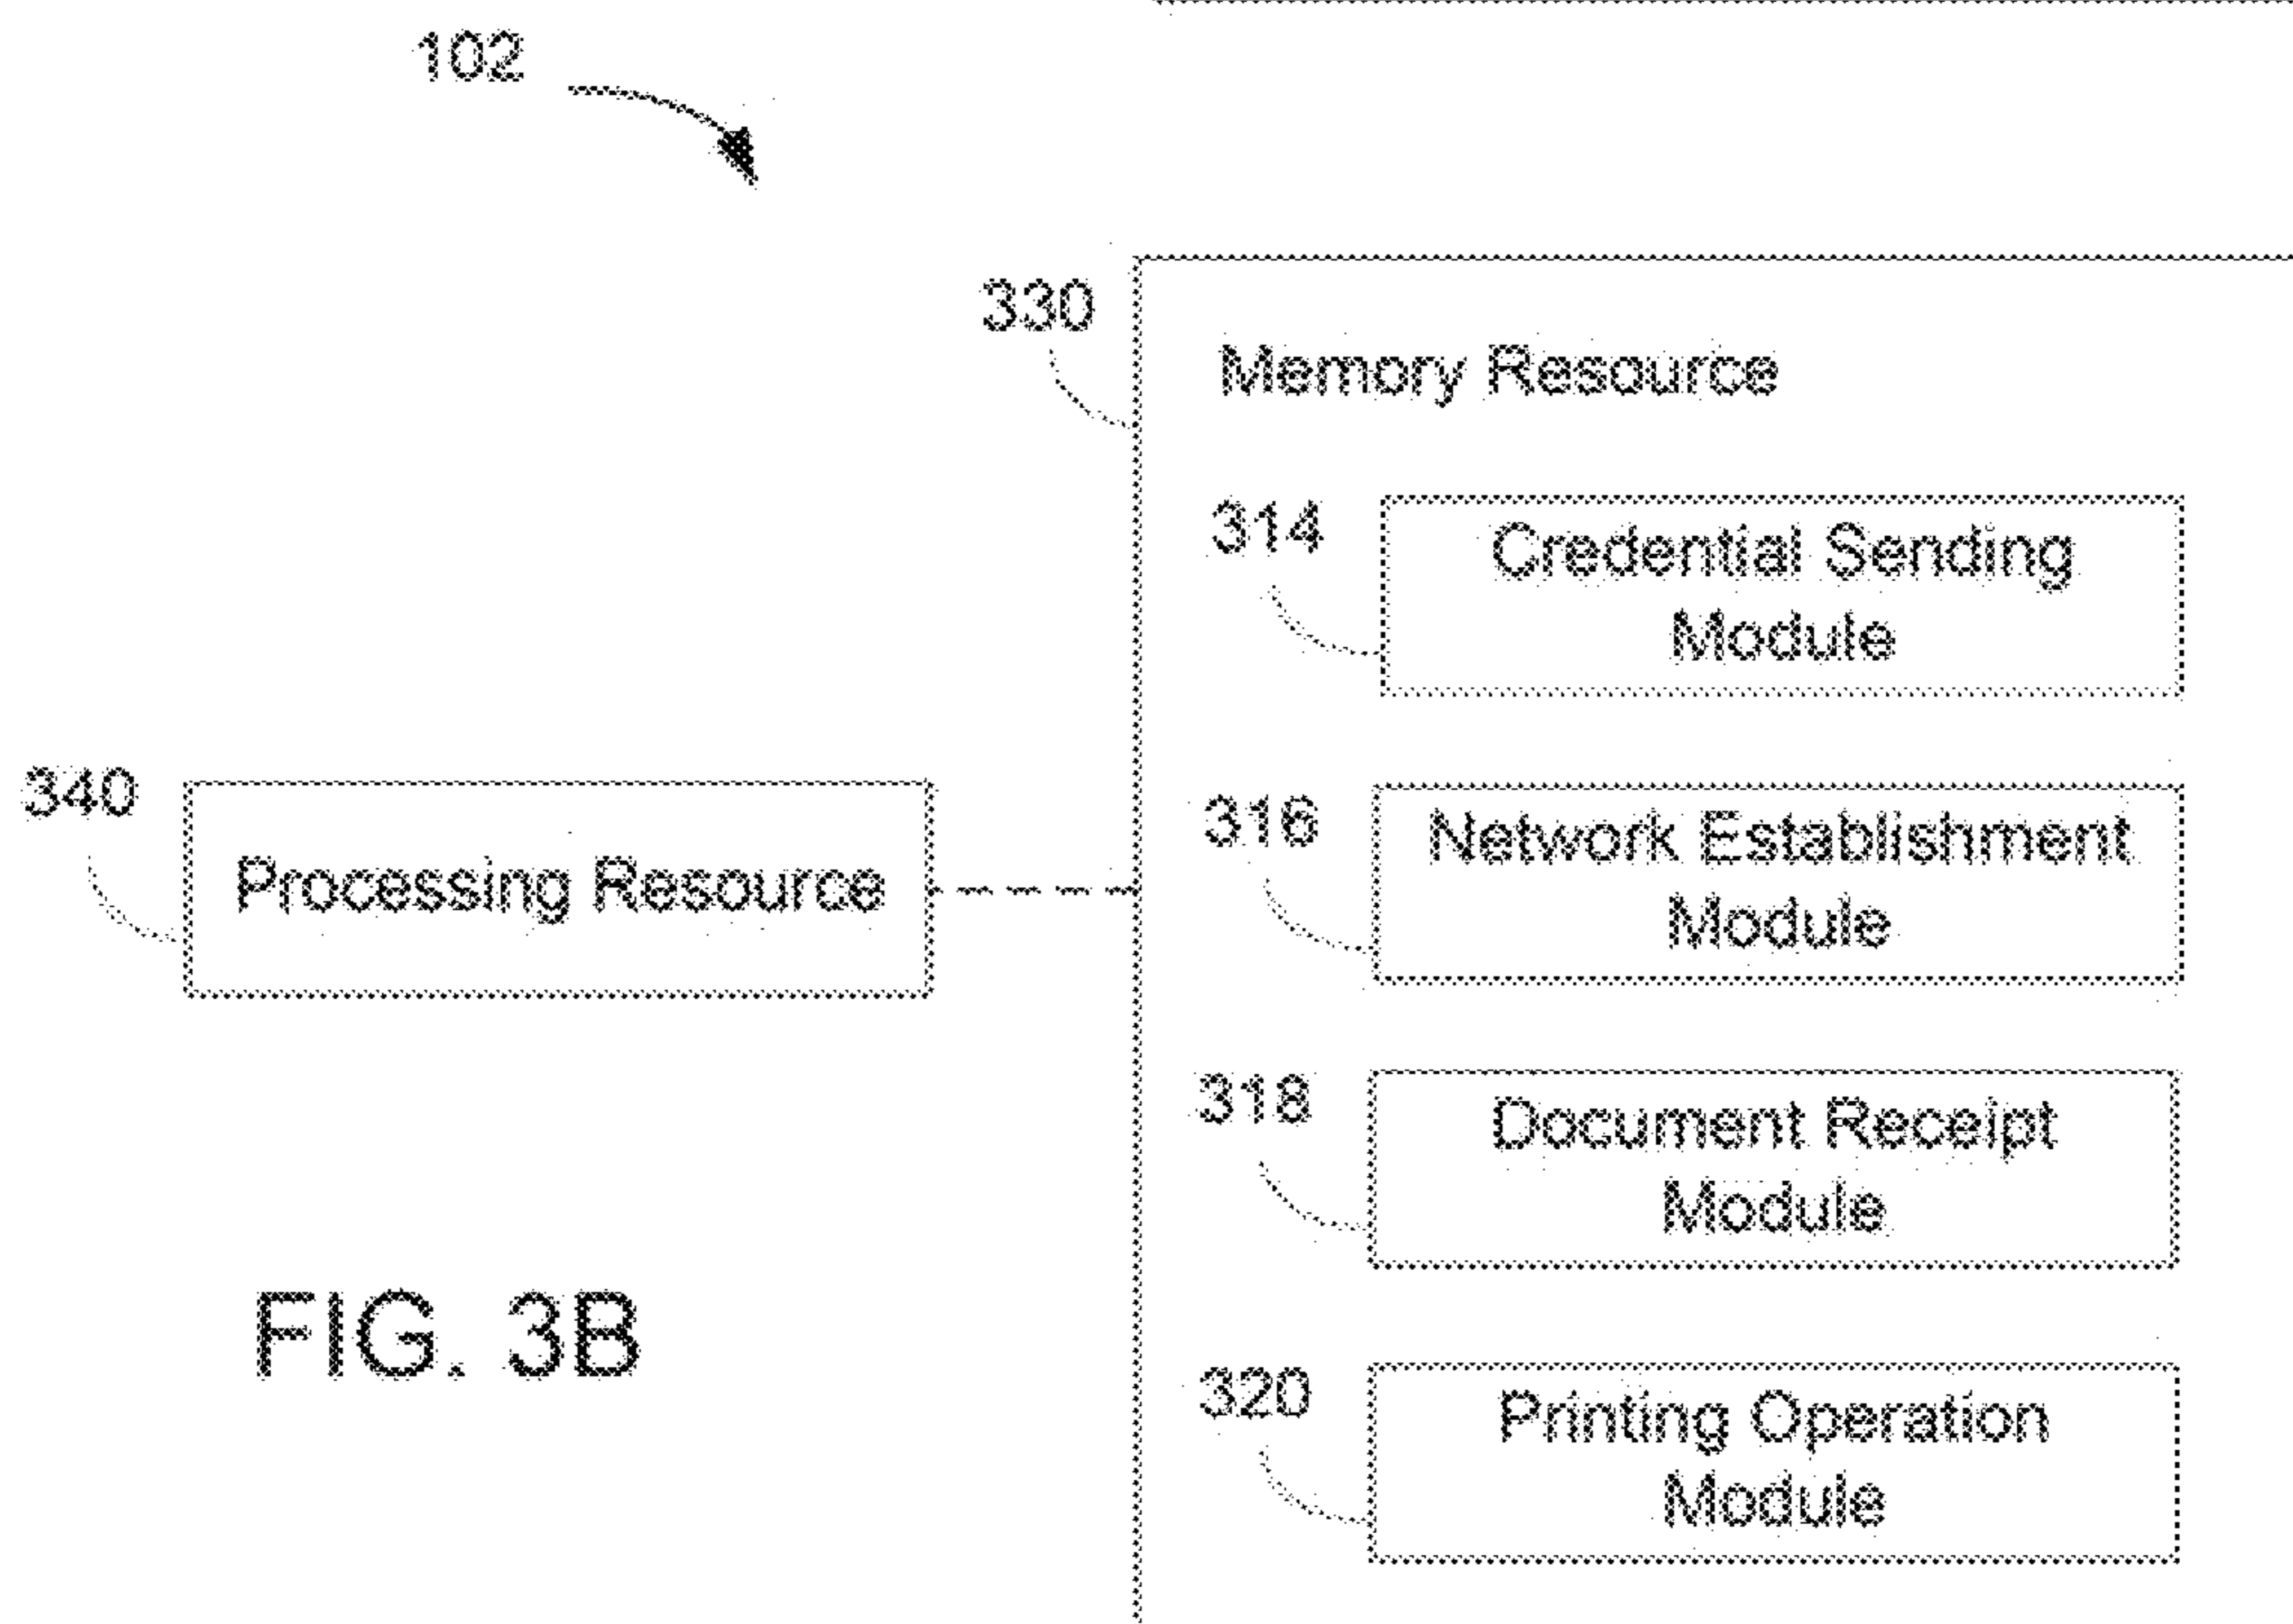 102
330
Memory Resource
314
Credential Sending
Module
340
Processing Resource
316
Network Establishment
Module
318
Document Receipt
Module
FIG. 3B
320
Printing Operation
Module